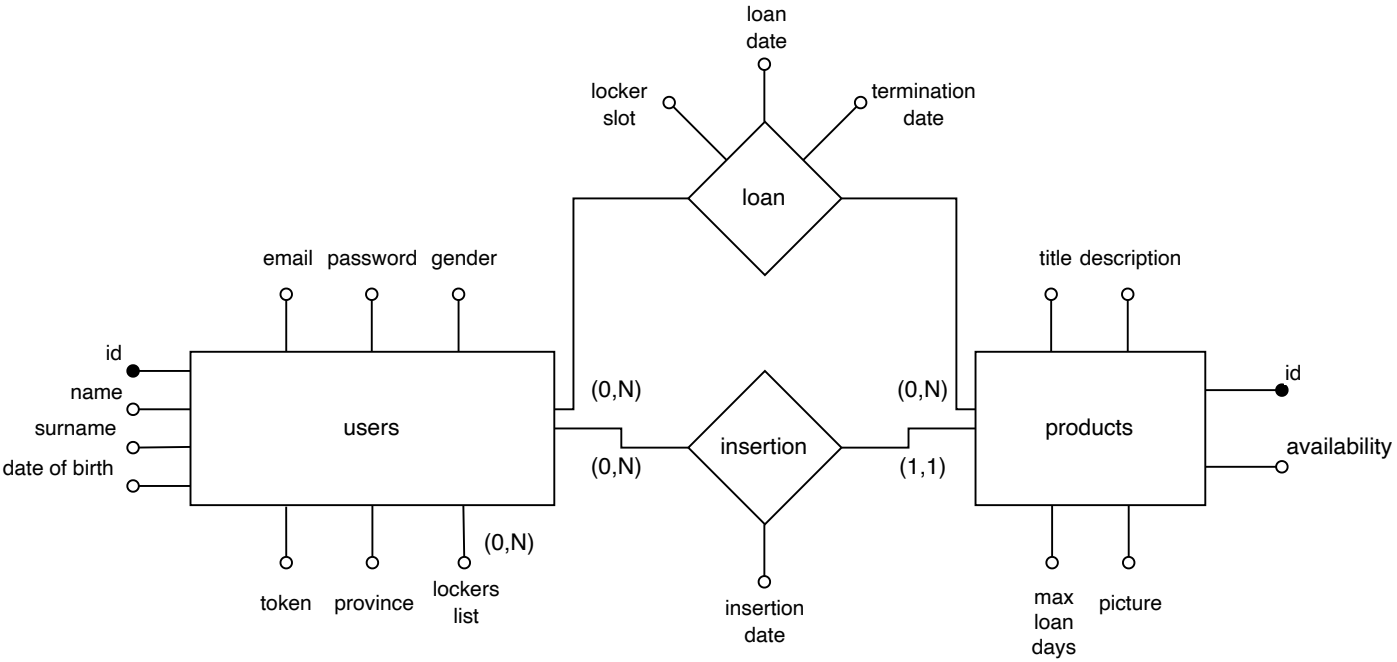 loan
date
locker
slot
termination
date
loan
email password gender
title description
id
name
surname
date of birth
users
(0,N)
(0,N)
insertion
(0,N)
(1,1)
products
id
availability
(0,N)
token
province
lockers
list
insertion
date
max
loan
days
picture